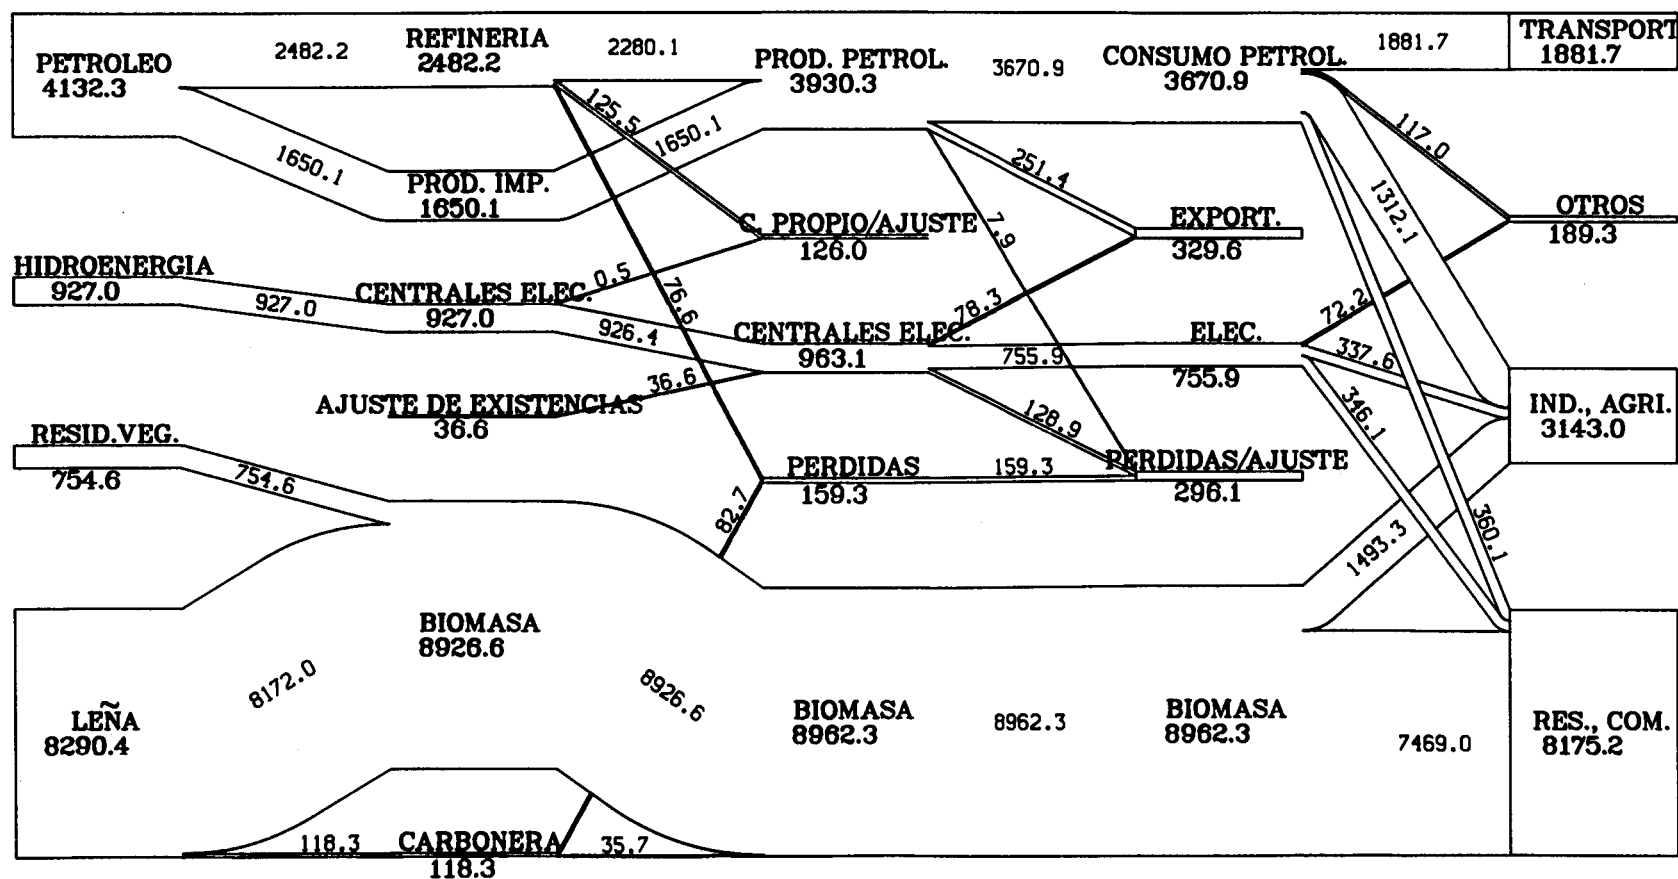 PETROLEO
4132.3
2482.2
REFINERIA
2482.2
2280.1
PROD. PETROL.
3930.3
3670.9
CONSUMO PETROL.
3670.9
1881.7
TRANSPORT
1881.7
1650.1
PROD. IMP.
1650.1
125.5
1650.1
251.4
117.0
1312.1
C. PROPIO/AJUSTE
126.0
7.9
EXPORT.
329.6
OTROS
189.3
HIDROENERGIA
927.0
927.0
CENTRALES ELEC.
927.0
0.5
76.6
926.4
CENTRALES ELEC.
963.1
78.3
755.9
ELEC.
755.9
72.2
337.6
346.1
AJUSTE DE EXISTENCIAS
36.6
36.6
128.9
IND., AGRI.
3143.0
RESID.VEG.
754.6
754.6
PERDIDAS
159.3
159.3
PERDIDAS/AJUSTE
296.1
82.7
360.1
1493.3
BIOMASA
8926.6
8172.0
8926.6
LEÑA
8290.4
BIOMASA
8962.3
8962.3
BIOMASA
8962.3
7469.0
RES., COM.
8175.2
118.3
CARBONERA
118.3
35.7